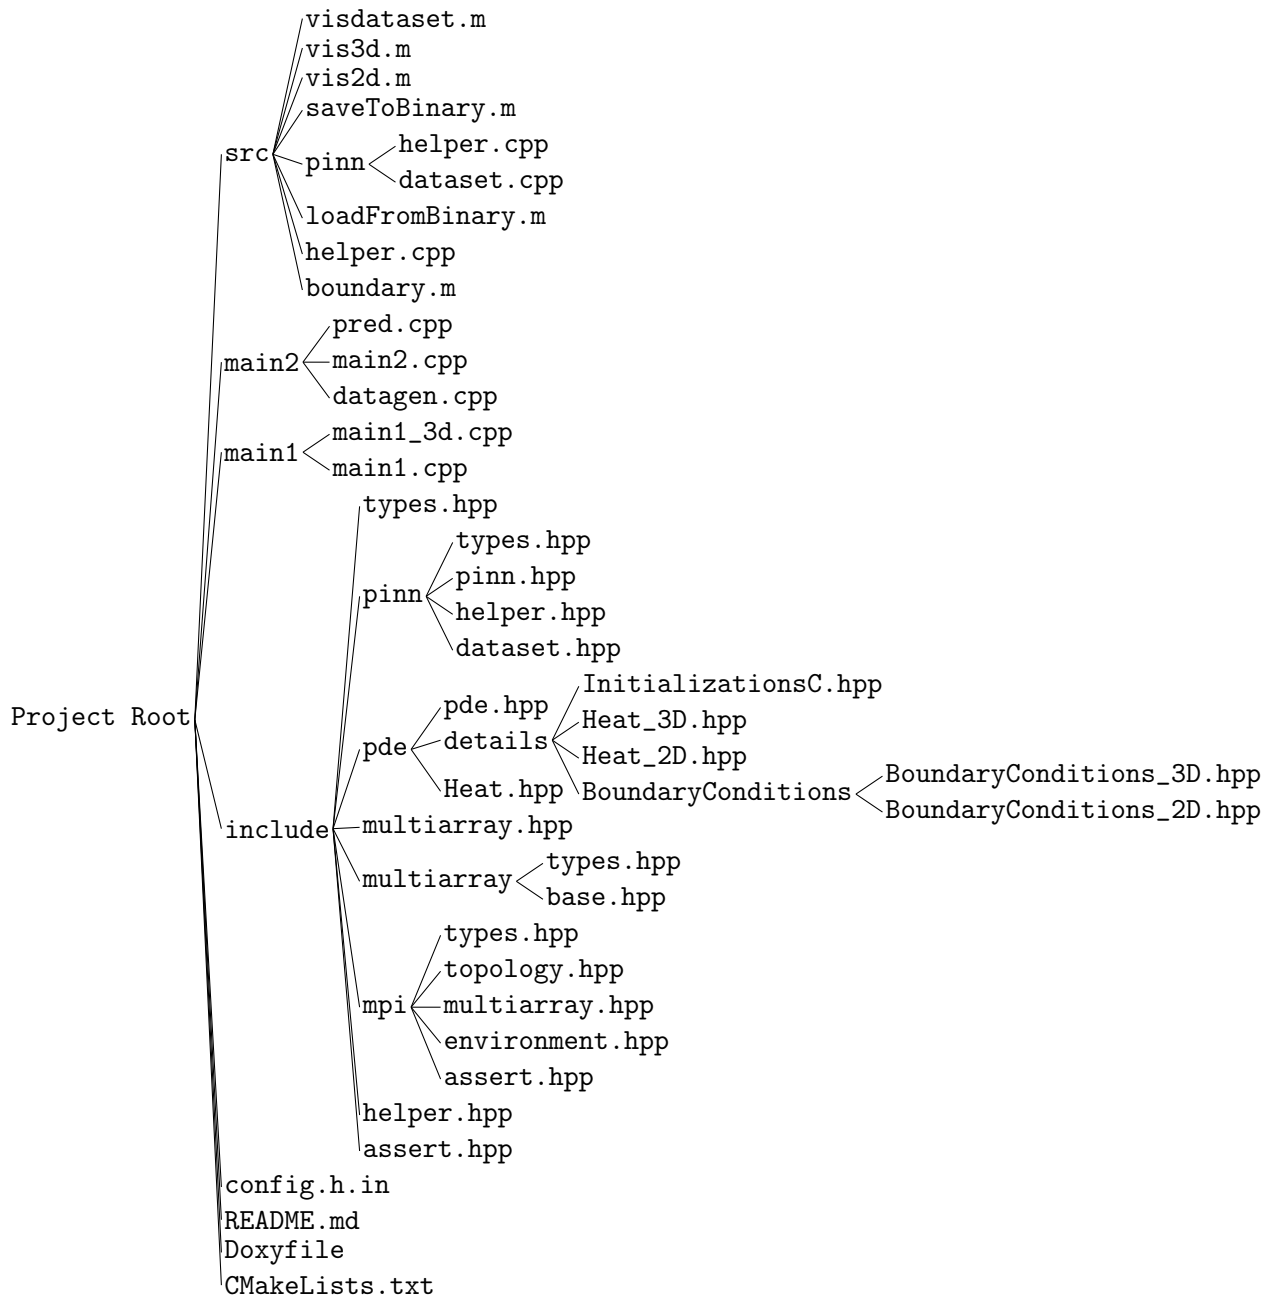 visdataset.m
vis3d.m
vis2d.m
saveToBinary.m
helper.cpp
src
pinn
dataset.cpp
loadFromBinary.m
helper.cpp
boundary.m
pred.cpp
main2
main2.cpp
datagen.cpp
main1_3d.cpp
main1
main1.cpp
types.hpp
types.hpp
pinn.hpp
pinn
helper.hpp
dataset.hpp
InitializationsC.hpp
pde.hpp
Project Root
Heat_3D.hpp
details
pde
Heat_2D.hpp
BoundaryConditions_3D.hpp
Heat.hpp
BoundaryConditions
BoundaryConditions_2D.hpp
include
multiarray.hpp
types.hpp
multiarray
base.hpp
types.hpp
topology.hpp
mpi
multiarray.hpp
environment.hpp
assert.hpp
helper.hpp
assert.hpp
config.h.in
README.md
Doxyfile
CMakeLists.txt